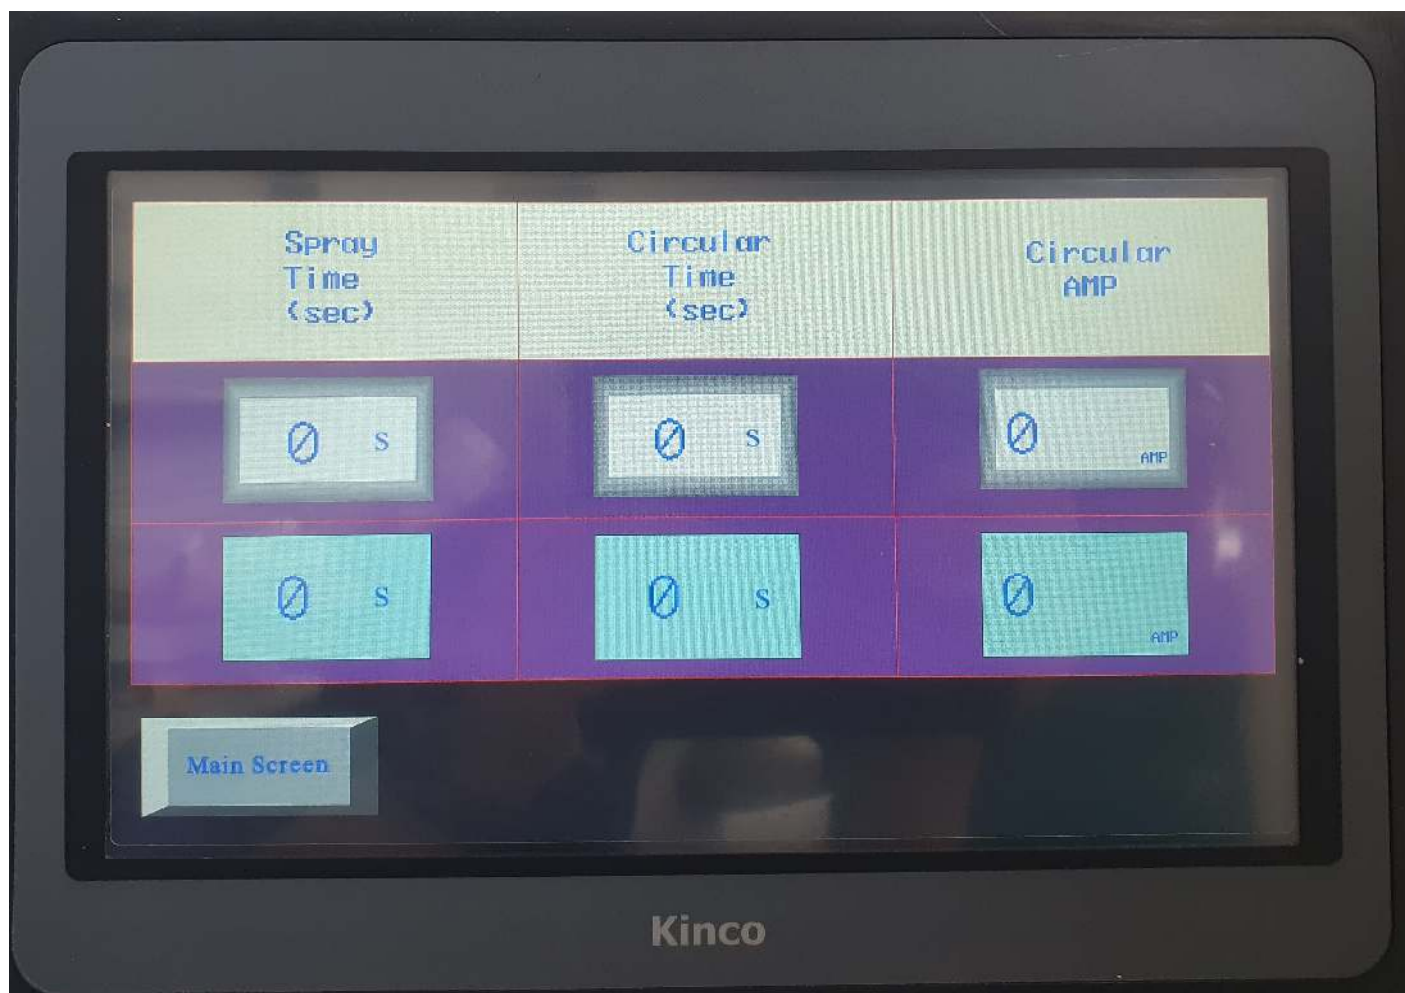 Spray
Time
(sec)
Circular
Time
(sec)
Circular
AMP
0 s
0 s
0 AMP
0 s
0 s
0 AMP
Main Screen
Kinco